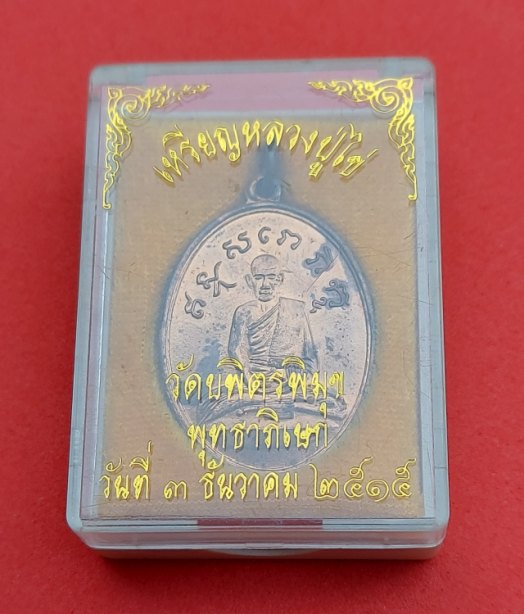 เหรียญหลวงปู่ไข่
วัดบพิตรพิมุข
พุทธาภิเษก
วันที่ ๓ ธันวาคม ๒๕๑๕